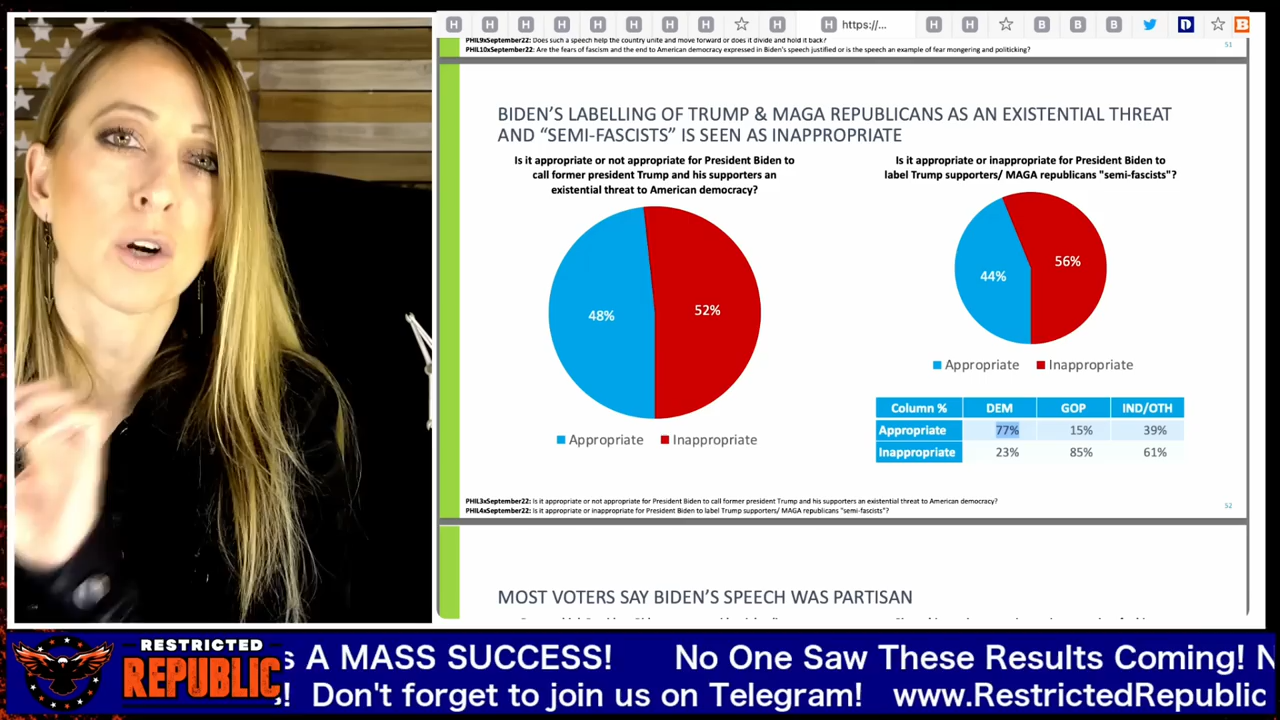 H H H H H H H H H H https://... H H B B B D B
PHIL9xSeptember22: Does such a speech help the country unite and move forward or does it divide and hold it back?
PHIL10xSeptember22: Are the fears of fascism and the end to American democracy expressed in Biden's speech justified or is the speech an example of fear mongering and politicking?
51
BIDEN'S LABELLING OF TRUMP & MAGA REPUBLICANS AS AN EXISTENTIAL THREAT
AND “SEMI-FASCISTS” IS SEEN AS INAPPROPRIATE
Is it appropriate or not appropriate for President Biden to
call former president Trump and his supporters an
existential threat to American democracy?
48%
52%
Appropriate Inappropriate
Is it appropriate or inappropriate for President Biden to
label Trump supporters/ MAGA republicans "semi-fascists"?
44%
56%
Appropriate Inappropriate
Column % DEM GOP IND/OTH
Appropriate 77% 15% 39%
Inappropriate 23% 85% 61%
PHIL3xSeptember22: Is it appropriate or not appropriate for President Biden to call former president Trump and his supporters an existential threat to American democracy?
PHIL4xSeptember22: Is it appropriate or inappropriate for President Biden to label Trump supporters/ MAGA republicans "semi-fascists"?
52
MOST VOTERS SAY BIDEN'S SPEECH WAS PARTISAN
RESTRICTED
REPUBLIC
S A MASS SUCCESS! No One Saw These Results Coming! N
! Don't forget to join us on Telegram! www.RestrictedRepublic